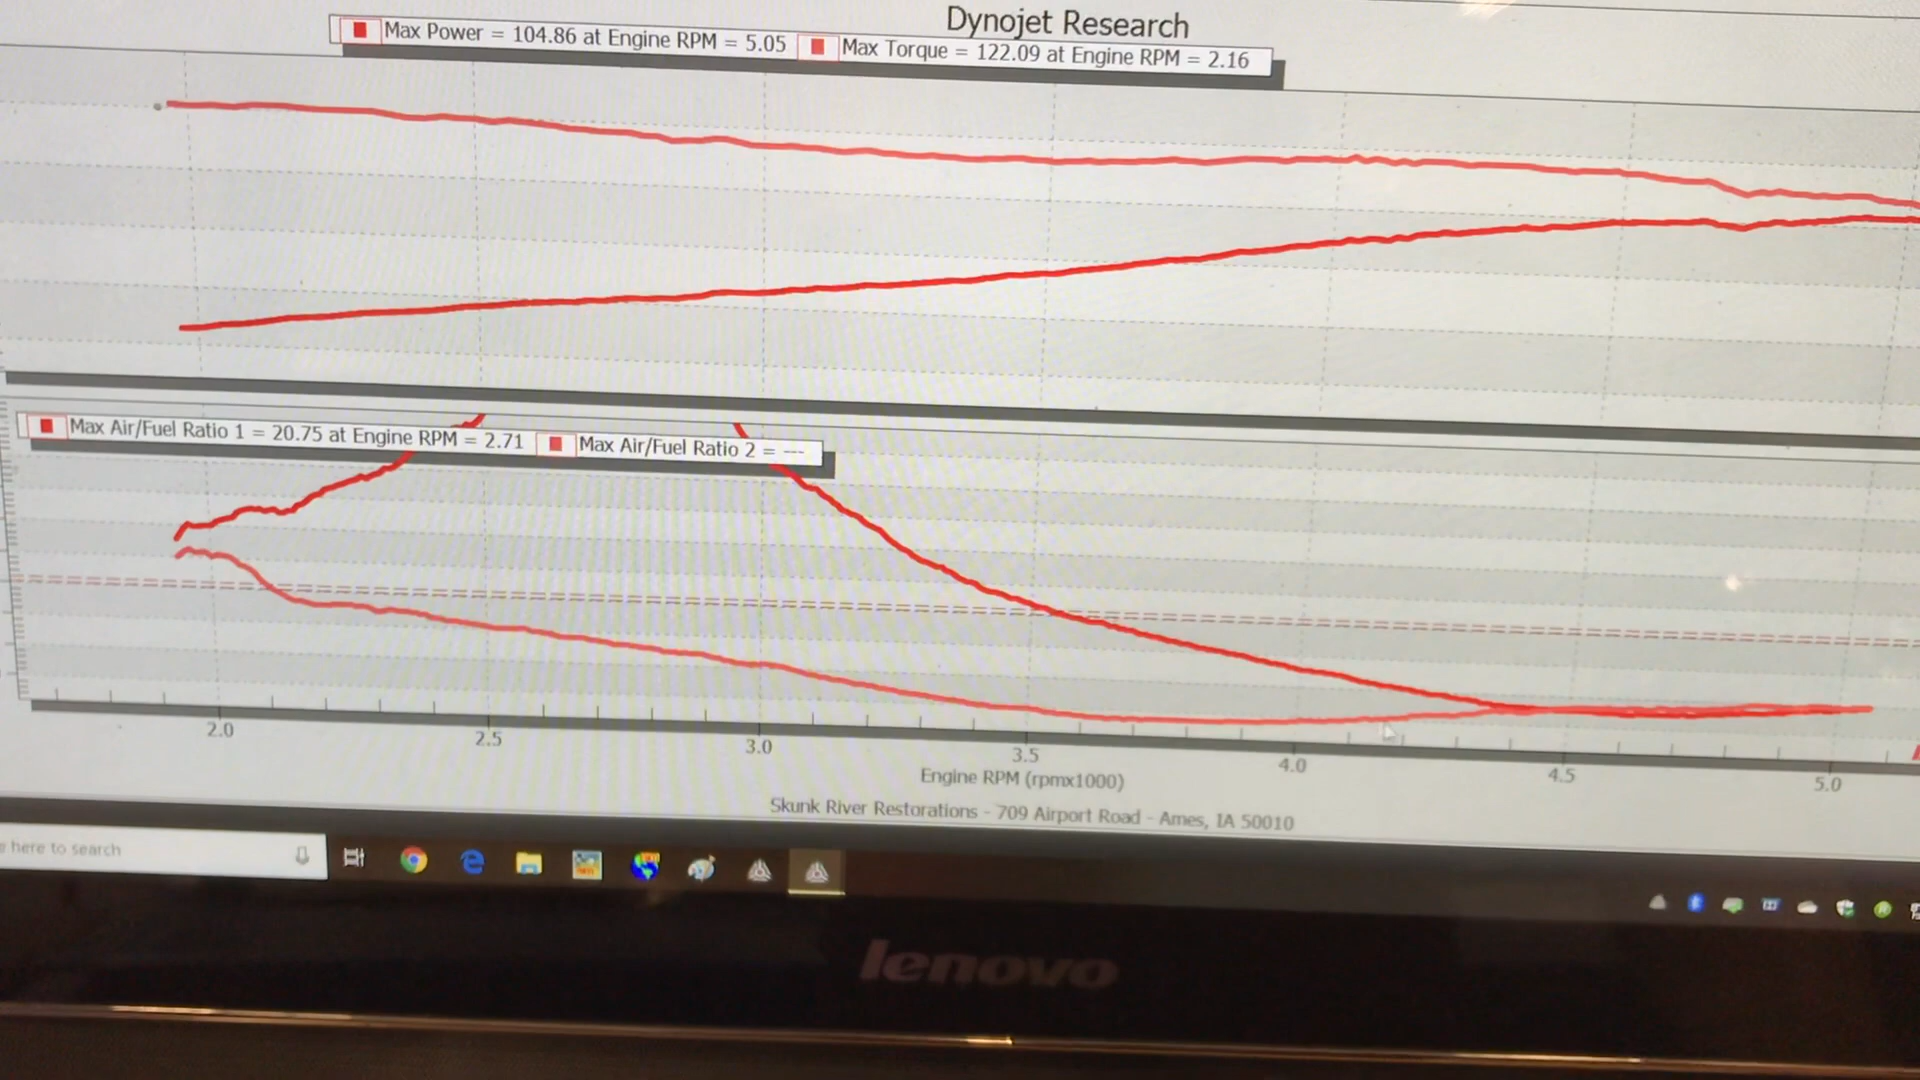 Dynojet Research
Max Power = 104.86 at Engine RPM = 5.05 Max Torque = 122.09 at Engine RPM = 2.16
Max Air/Fuel Ratio 1 = 20.75 at Engine RPM = 2.71 Max Air/Fuel Ratio 2 = ---
2.0 2.5 3.0 3.5 4.0 4.5 5.0
Engine RPM (rpmx1000)
Skunk River Restorations - 709 Airport Road - Ames, IA 50010
here to search
lenovo